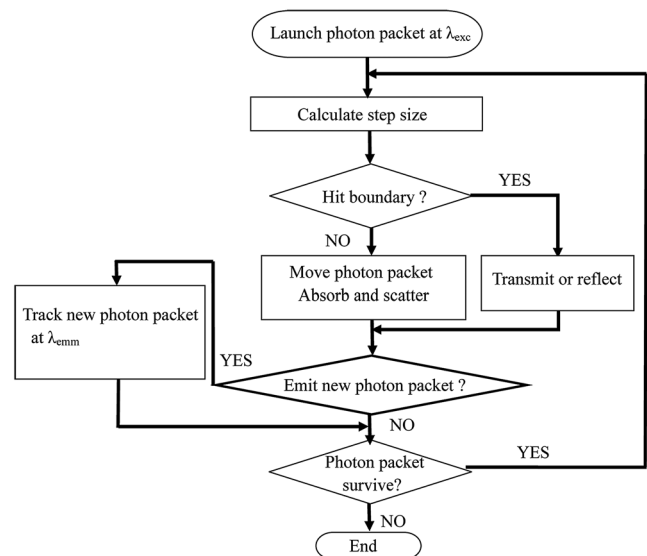 Launch photon packet at λexc
Calculate step size
Hit boundary ?
YES
NO
Move photon packet
Absorb and scatter
Transmit or reflect
Track new photon packet
at λemm
YES
Emit new photon packet ?
NO
Photon packet
survive?
YES
NO
End